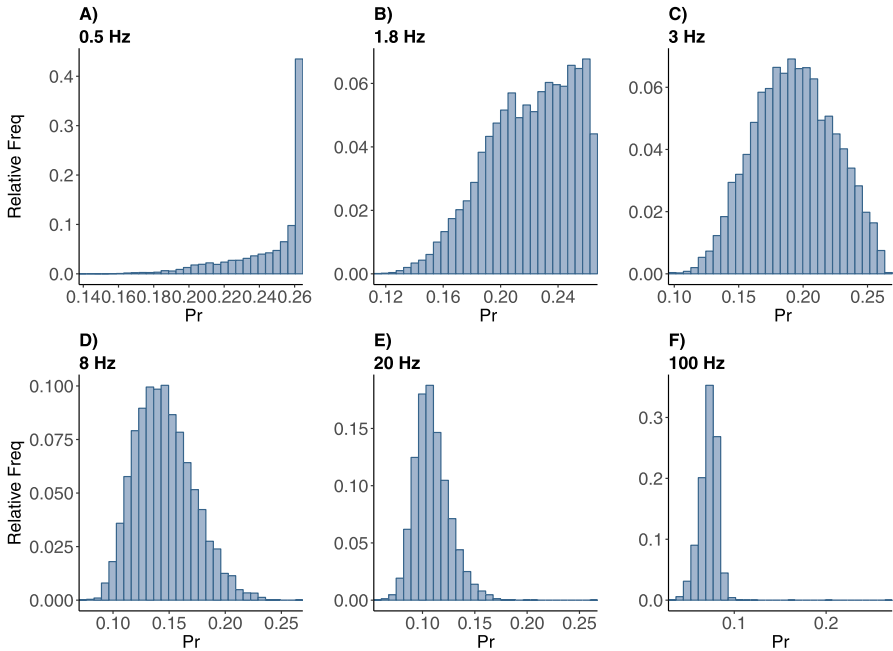 A)
0.5 Hz
B)
1.8 Hz
C)
3 Hz
Relative Freq
0.4
0.3
0.2
0.1
0.0
0.140.160.180.200.220.240.26
Pr
0.06
0.04
0.02
0.00
0.12 0.16 0.20 0.24
Pr
0.06
0.04
0.02
0.00
0.10 0.15 0.20 0.25
Pr
D)
8 Hz
E)
20 Hz
F)
100 Hz
Relative Freq
0.100
0.075
0.050
0.025
0.000
0.10 0.15 0.20 0.25
Pr
0.15
0.10
0.05
0.00
0.10 0.15 0.20 0.25
Pr
0.3
0.2
0.1
0.0
0.1 0.2
Pr